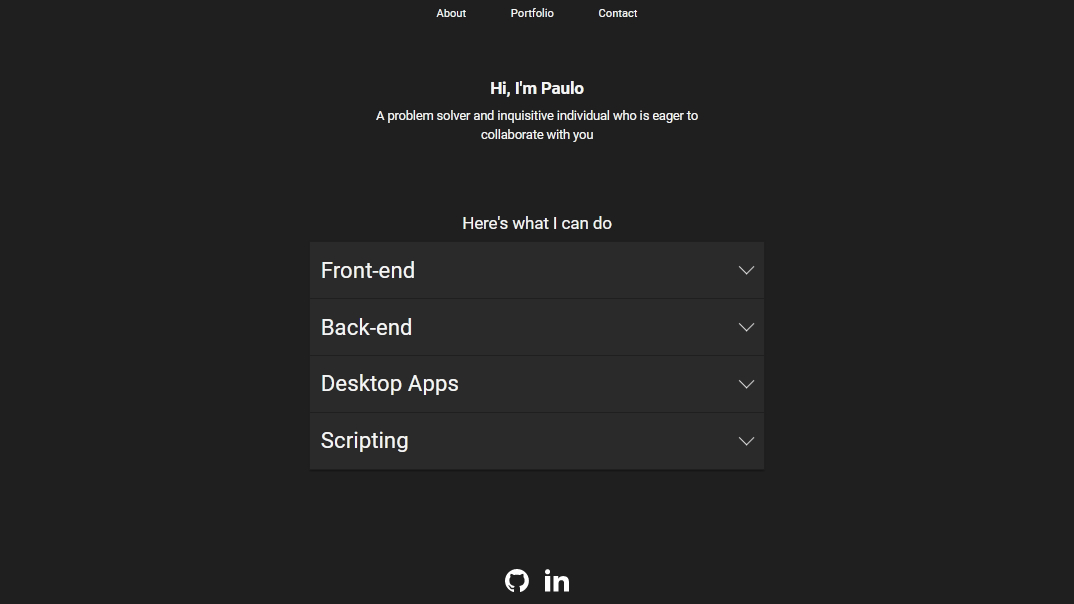 About Portfolio Contact
Hi, I'm Paulo
A problem solver and inquisitive individual who is eager to
collaborate with you
Here's what I can do
Front-end
Back-end
Desktop Apps
Scripting
in